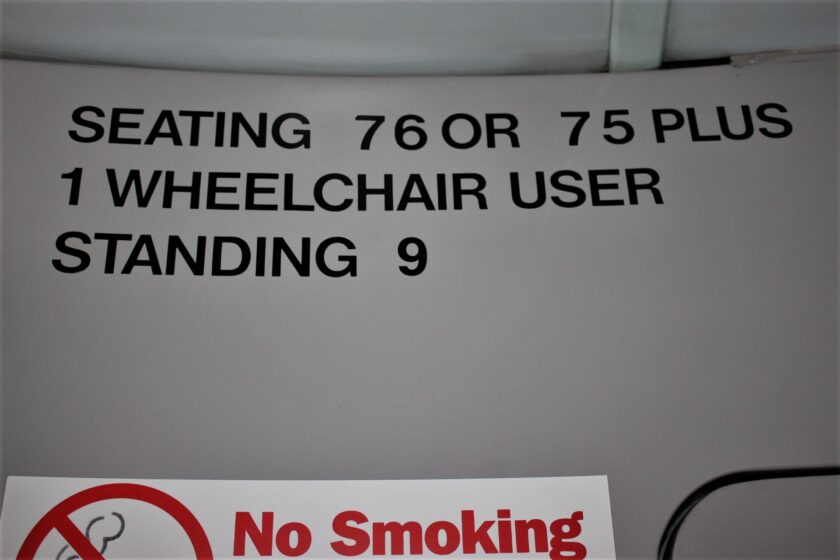 SEATING 76 OR 75 PLUS
1 WHEELCHAIR USER
STANDING 9
No Smoking